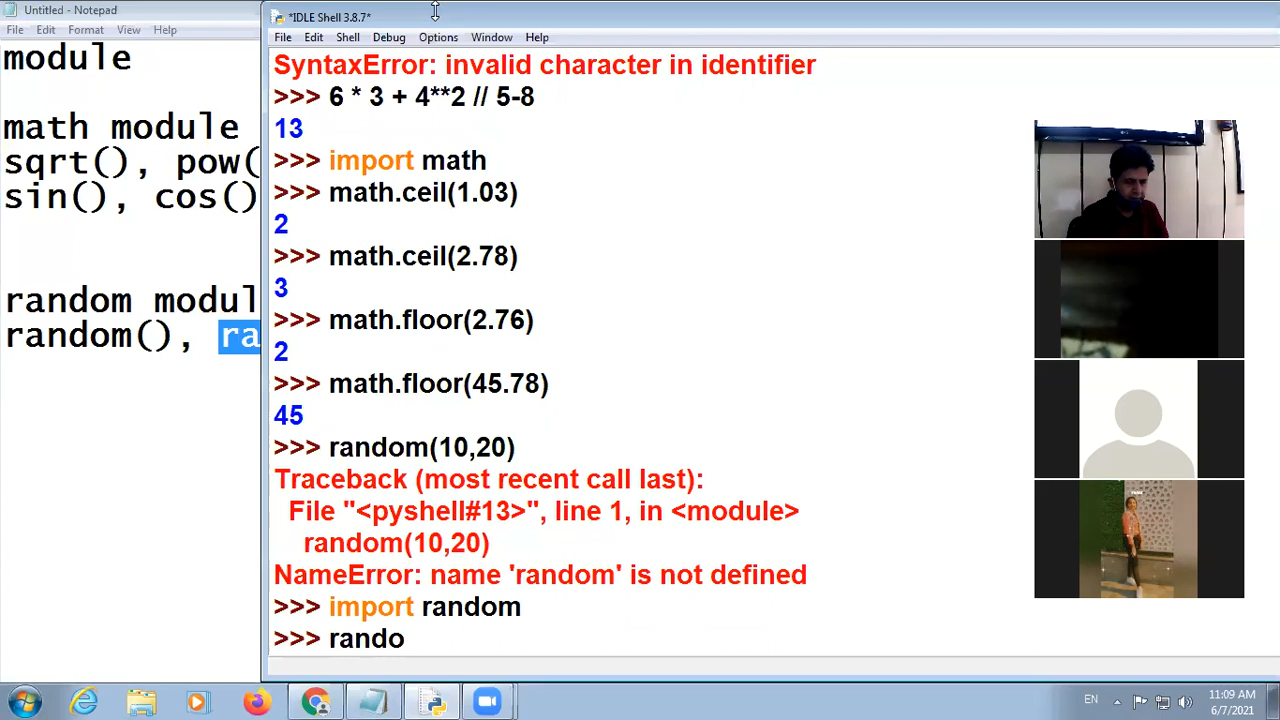 Untitled - Notepad
File Edit Format View Help
module
math module
sqrt(), pow(
sin(), cos()
random modul
random(), ra
*IDLE Shell 3.8.7*
File Edit Shell Debug Options Window Help
SyntaxError: invalid character in identifier
>>> 6 * 3 + 4**2 // 5-8
13
>>> import math
>>> math.ceil(1.03)
2
>>> math.ceil(2.78)
3
>>> math.floor(2.76)
2
>>> math.floor(45.78)
45
>>> random(10,20)
Traceback (most recent call last):
File "<pyshell#13>", line 1, in <module>
random(10,20)
NameError: name 'random' is not defined
>>> import random
>>> rando
EN
11:09 AM
6/7/2021